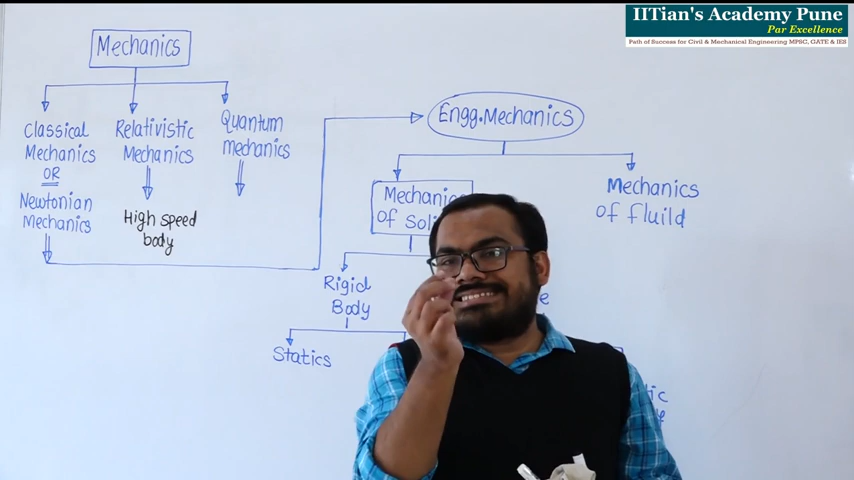 IITian's Academy Pune
Par Excellence
Path of Success for Civil & Mechanical Engineering MPSC, GATE & IES
Mechanics
Classical
Mechanics
OR
Newtonian
Mechanics
Relativistic
Mechanics
High speed
body
Quantum
mechanics
Engg.Mechanics
Mechanics
of fluild
Rigid
Body
Statics